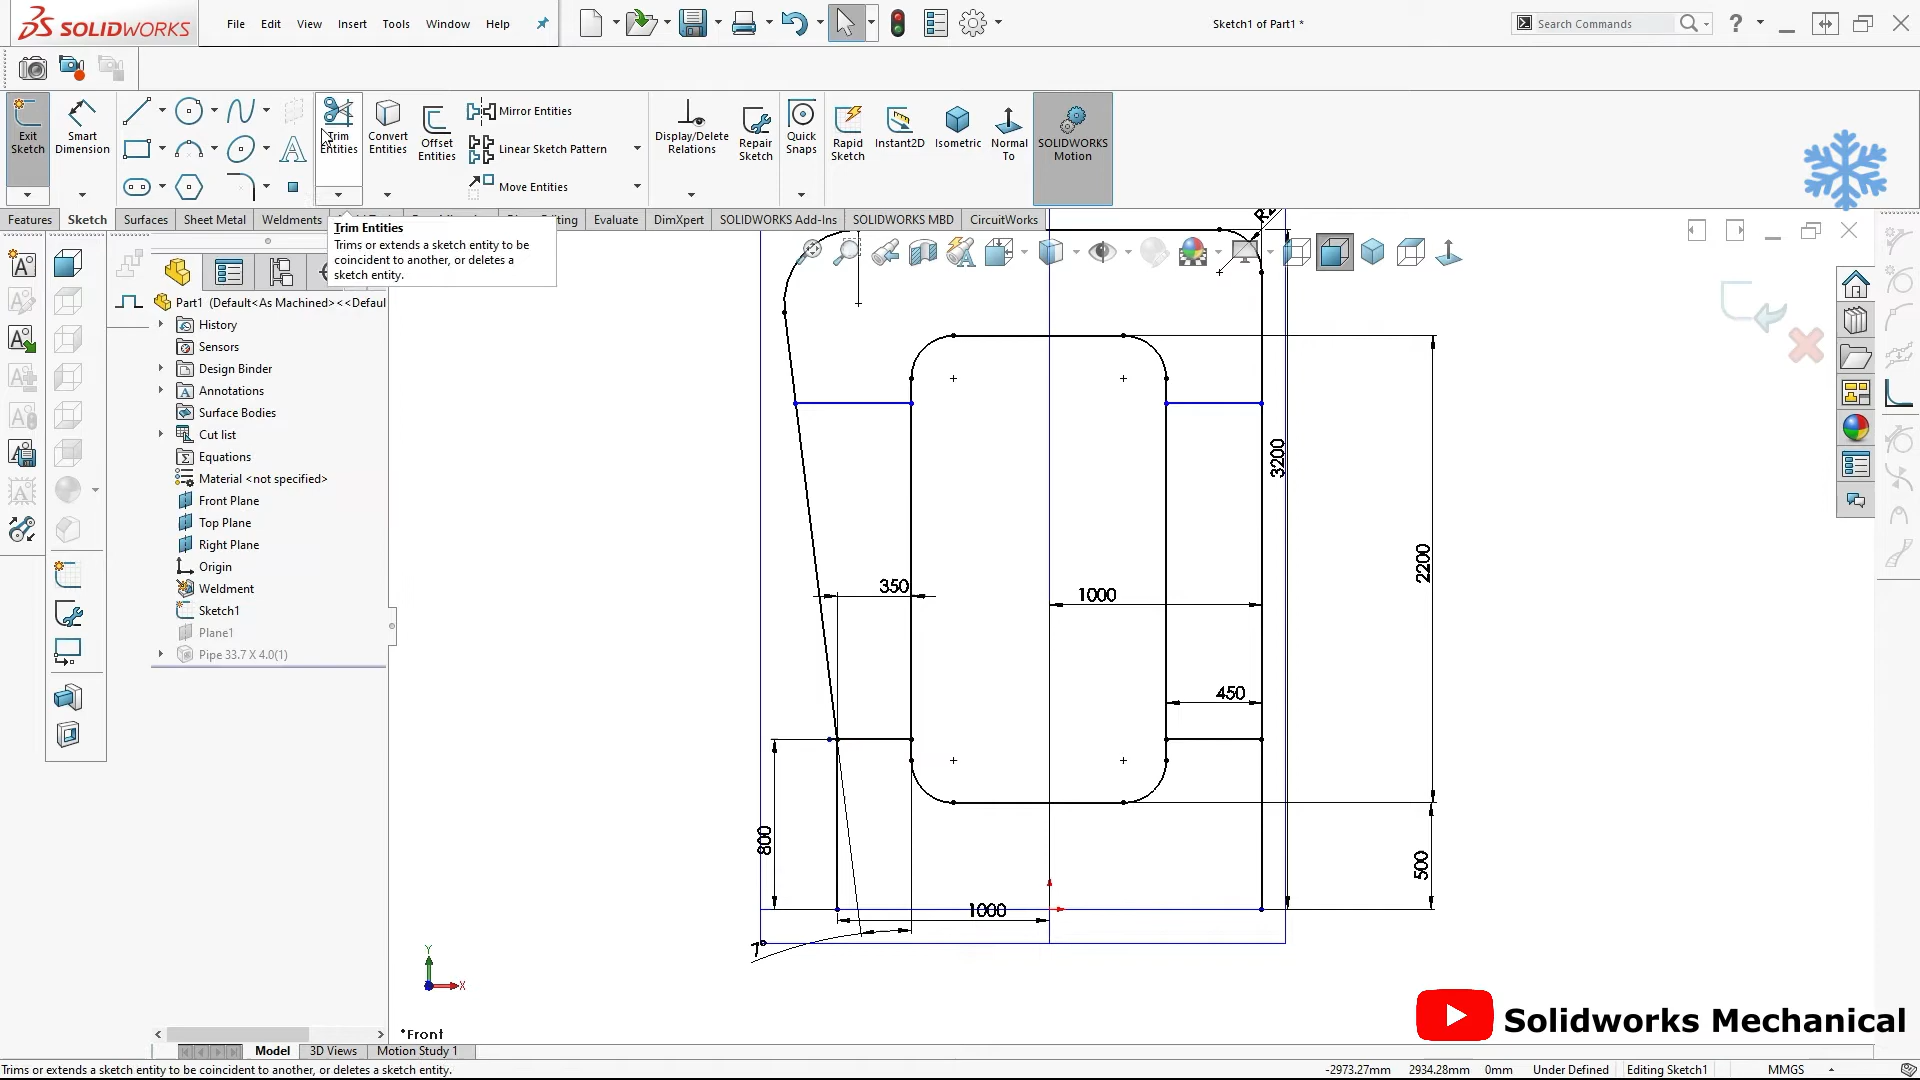 SOLIDWORKS
File
Edit
View
Insert
Tools
Window
Help
Sketch1 of Part1 *
Search Commands
?
Exit
Sketch
Smart
Dimension
Trim
Entities
Convert
Entities
Offset
Entities
Mirror Entities
Linear Sketch Pattern
Move Entities
Display/Delete
Relations
Repair
Sketch
Quick
Snaps
Rapid
Sketch
Instant2D
Isometric
Normal
To
SOLIDWORKS
Motion
Features
Sketch
Surfaces
Sheet Metal
Weldments
Evaluate
DimXpert
SOLIDWORKS Add-Ins
SOLIDWORKS MBD
CircuitWorks
Trim Entities
Trims or extends a sketch entity to be
coincident to another, or deletes a
sketch entity.
Part1 (Default<As Machined><<Defaul
History
Sensors
Design Binder
Annotations
Surface Bodies
Cut list
Equations
Material <not specified>
Front Plane
Top Plane
Right Plane
Origin
Weldment
Sketch1
Plane1
Pipe 33.7 X 4.0(1)
3200
2200
350
1000
450
800
500
1000
7°
Y
X
*Front
Solidworks Mechanical
Model
3D Views
Motion Study 1
Trims or extends a sketch entity to be coincident to another, or deletes a sketch entity.
-2973.27mm
2934.28mm
0mm
Under Defined
Editing Sketch1
MMGS